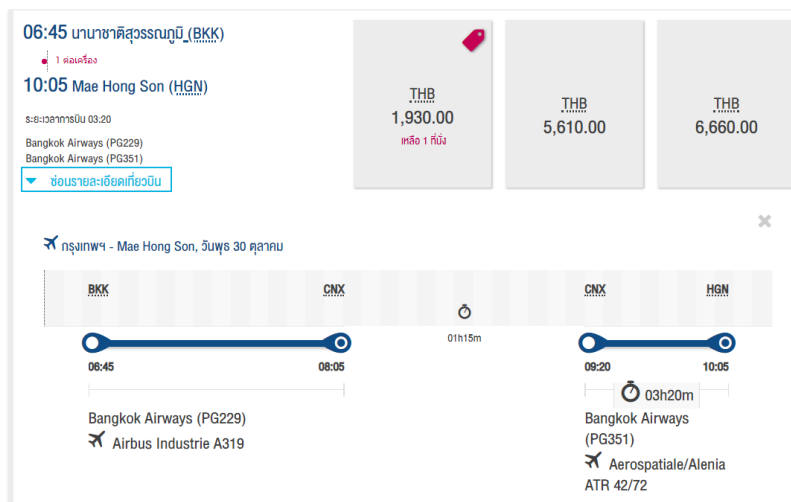 06:45 นานาชาติสุวรรณภูมิ (BKK)
1 ต่อเครื่อง
10:05 Mae Hong Son (HGN)
ระยะเวลาการบิน 03:20
Bangkok Airways (PG229)
Bangkok Airways (PG351)
ซ่อนรายละเอียดเที่ยวบิน
THB
1,930.00
เหลือ 1 ที่นั่ง
THB
5,610.00
THB
6,660.00
กรุงเทพฯ - Mae Hong Son, วันพุธ 30 ตุลาคม
BKK CNX CNX HGN
01h15m
06:45 08:05 09:20 10:05
03h20m
Bangkok Airways (PG229)
Airbus Industrie A319
Bangkok Airways
(PG351)
Aerospatiale/Alenia
ATR 42/72